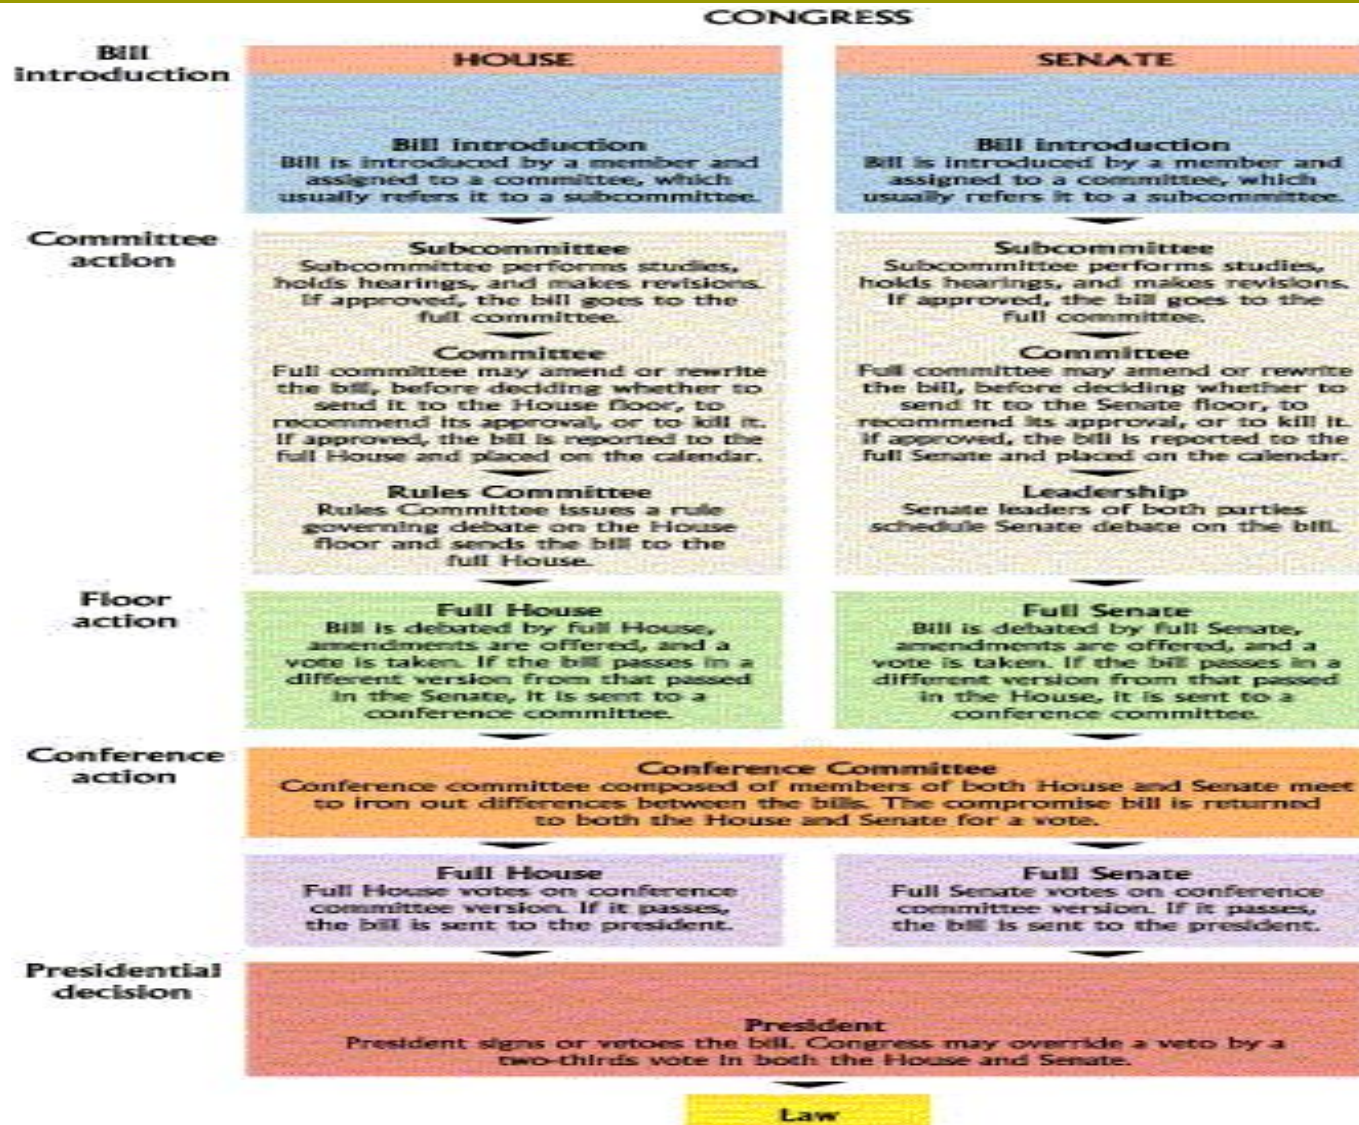 CONGRESS
Bill
introduction
HOUSE
Bill introduction
Bill is introduced by a member and
assigned to a committee, which
usually refers it to a subcommittee.
SENATE
Bill introduction
Bill is introduced by a member and
assigned to a committee, which
usually refers it to a subcommittee.
Committee
action
Subcommittee
Subcommittee performs studies,
holds hearings, and makes revisions.
If approved, the bill goes to the
full committee.
Committee
Full committee may amend or rewrite
the bill, before deciding whether to
send it to the House floor, to
recommend its approval, or to kill it.
If approved, the bill is reported to the
full House and placed on the calendar.
Rules Committee
Rules Committee issues a rule
governing debate on the House
floor and sends the bill to the
full House.
Subcommittee
Subcommittee performs studies,
holds hearings, and makes revisions.
If approved, the bill goes to the
full committee.
Committee
Full committee may amend or rewrite
the bill, before deciding whether to
send it to the Senate floor, to
recommend its approval, or to kill it.
If approved, the bill is reported to the
full Senate and placed on the calendar.
Leadership
Senate leaders of both parties
schedule Senate debate on the bill.
Floor
action
Full House
Bill is debated by full House,
amendments are offered, and a
vote is taken. If the bill passes in a
different version from that passed
in the Senate, it is sent to a
conference committee.
Full Senate
Bill is debated by full Senate,
amendments are offered, and a
vote is taken. If the bill passes in a
different version from that passed
in the House, it is sent to a
conference committee.
Conference
action
Conference Committee
Conference committee composed of members of both House and Senate meet
to iron out differences between the bills. The compromise bill is returned
to both the House and Senate for a vote.
Full House
Full House votes on conference
committee version. If it passes,
the bill is sent to the president.
Full Senate
Full Senate votes on conference
committee version. If it passes,
the bill is sent to the president.
Presidential
decision
President
President signs or vetoes the bill. Congress may override a veto by a
two-thirds vote in both the House and Senate.
Law